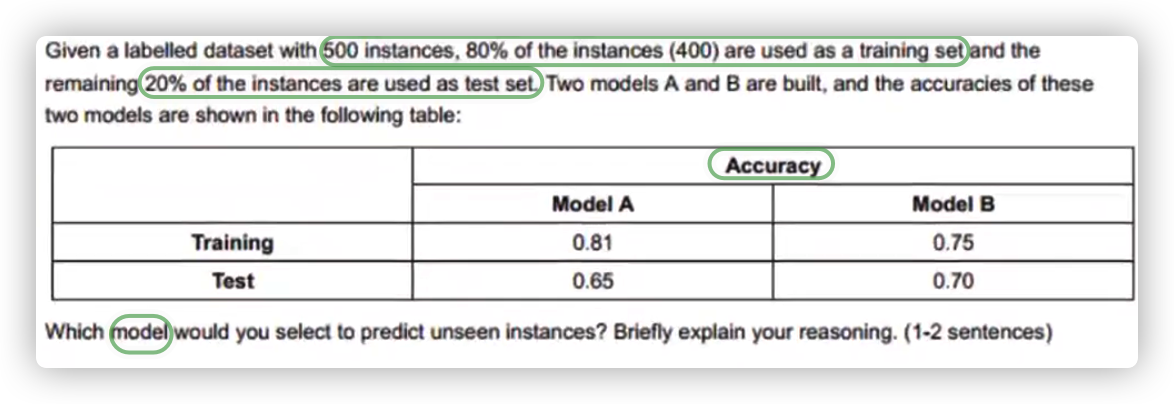 Given a labelled dataset with 500 instances, 80% of the instances (400) are used as a training set and the
remaining 20% of the instances are used as test set. Two models A and B are built, and the accuracies of these
two models are shown in the following table:
Accuracy
Model A Model B
Training 0.81 0.75
Test 0.65 0.70
Which model would you select to predict unseen instances? Briefly explain your reasoning. (1-2 sentences)